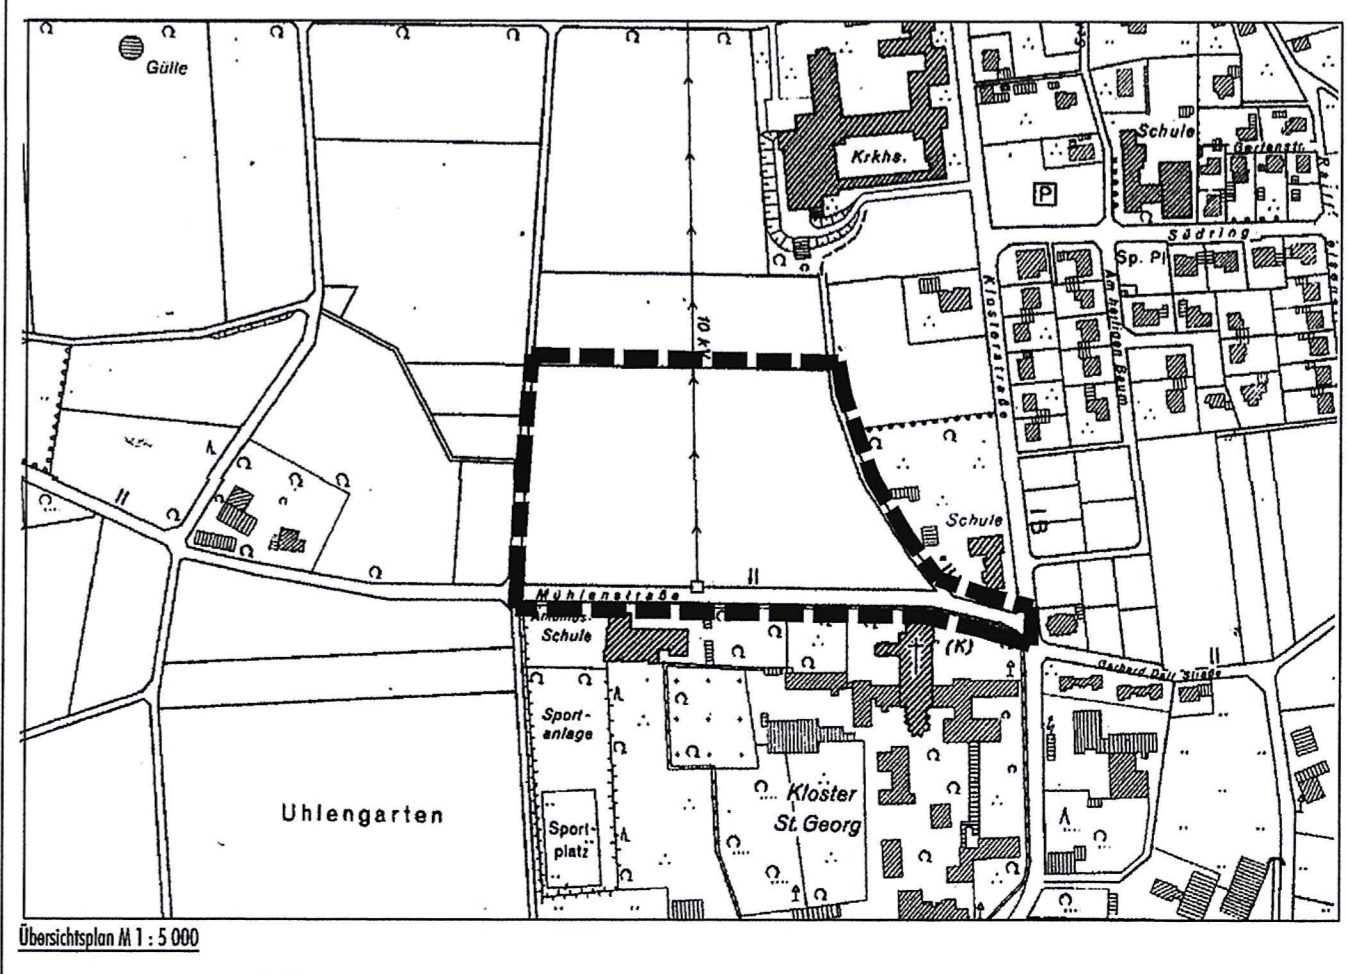 Gülle
Krkhs.
Schule
Gartenstr.
P
Südring
Sp. Pl
Klosterstraße
Am heiligen Baum
10 kV
Schule
Mühlenstraße
Schule
(K)
Sport-
anlage
Kloster
St. Georg
Uhlengarten
Sport-
platz
Übersichtsplan M 1 : 5 000